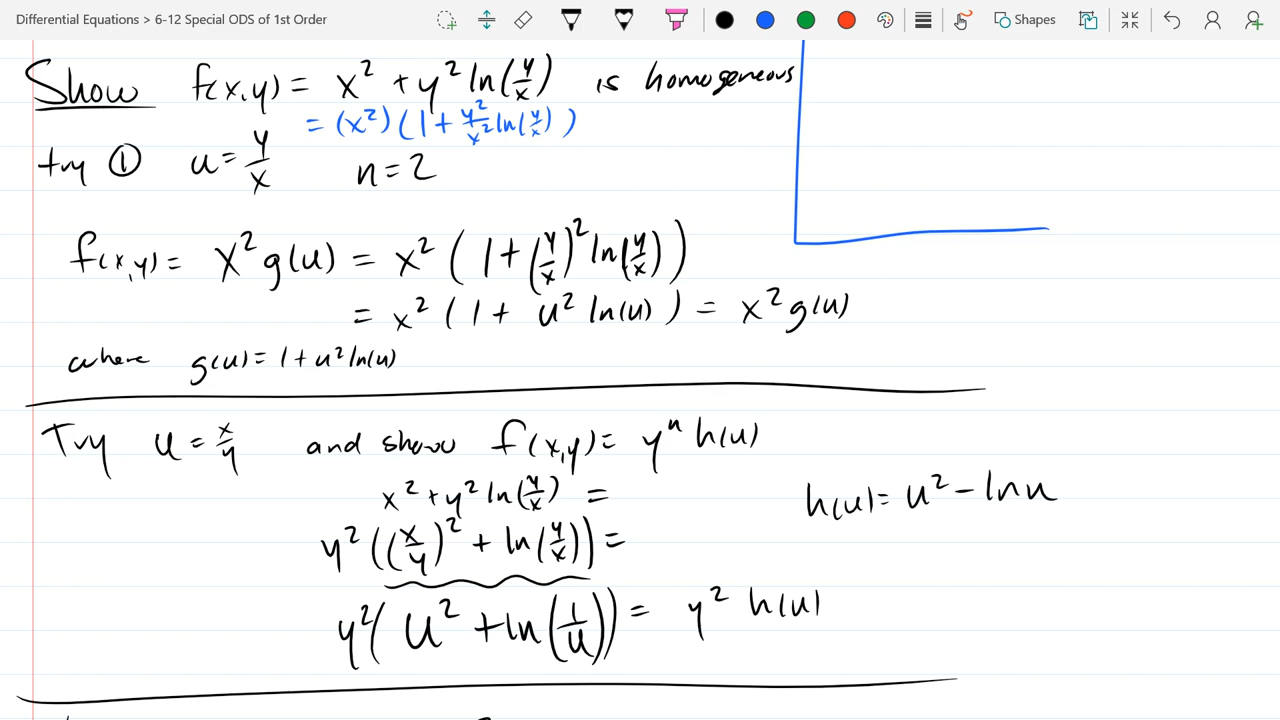 Differential Equations > 6-12 Special ODS of 1st Order
Shapes
Show f(x,y) = x² + y² ln(y/x) is homogeneous
= (x²)(1 + y²/x² ln(y/x))
try ① u = y/x n = 2
f(x,y) = x² g(u) = x² (1 + (y/x)² ln(y/x))
= x² (1 + u² ln(u)) = x² g(u)
where g(u) = 1 + u² ln(u)
Try u = x/y and show f(x,y) = yⁿ h(u)
x² + y² ln(y/x) =
h(u) = u² - ln u
y² ((x/y)² + ln(y/x)) =
y² (u² + ln(1/u)) = y² h(u)